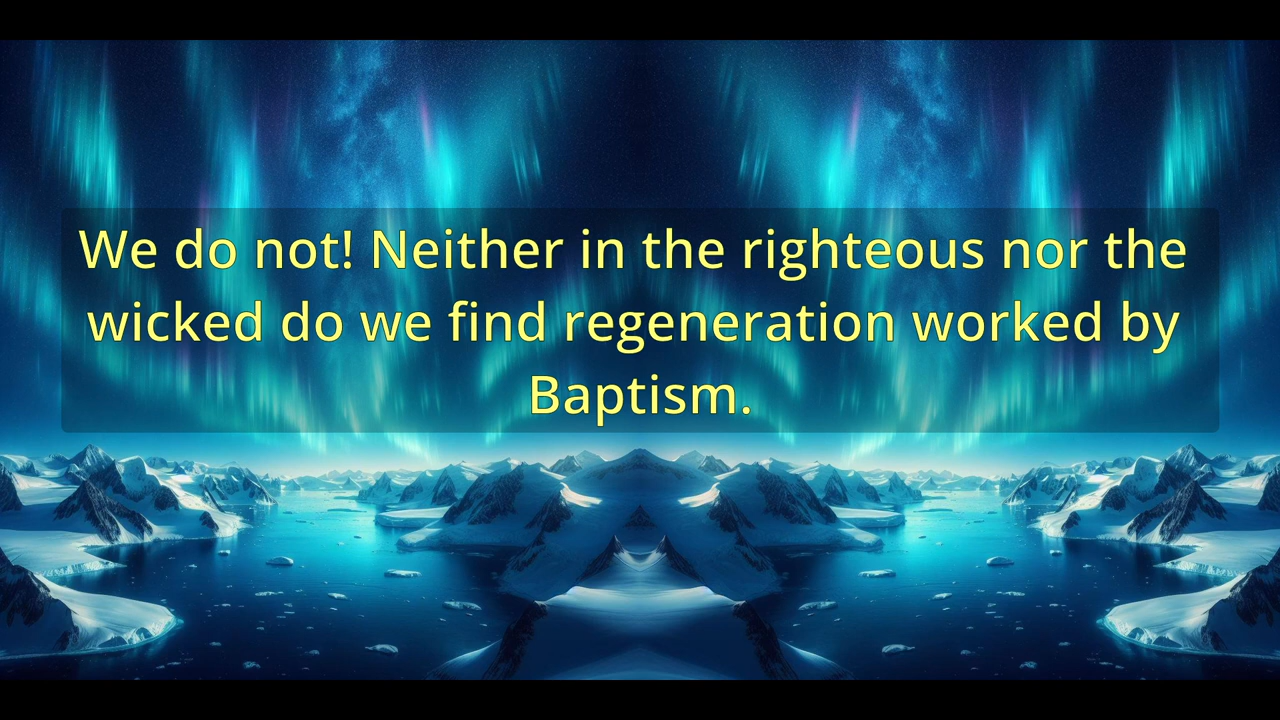 We do not! Neither in the righteous nor the
wicked do we find regeneration worked by
Baptism.